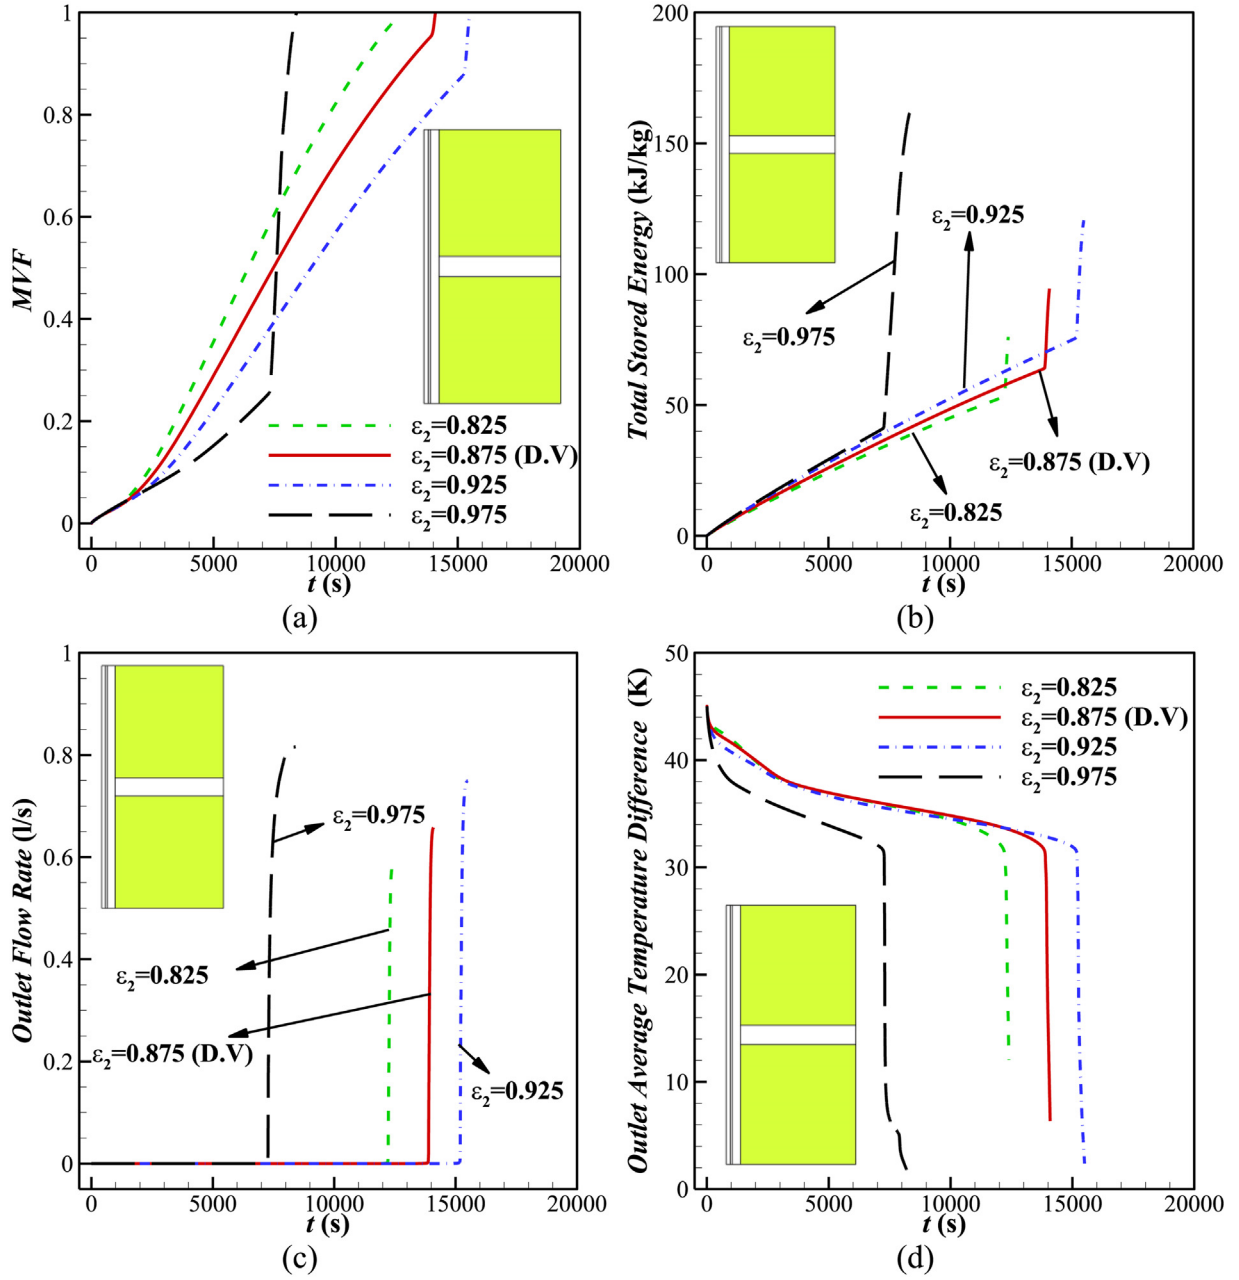 1
0.8
0.6
0.4
0.2
0
MVF
0 5000 10000 15000 20000
t (s)
ε2=0.825
ε2=0.875 (D.V)
ε2=0.925
ε2=0.975
(a)
200
150
100
50
0
Total Stored Energy (kJ/kg)
0 5000 10000 15000 20000
t (s)
ε2=0.925
ε2=0.975
ε2=0.875 (D.V)
ε2=0.825
(b)
1
0.8
0.6
0.4
0.2
0
Outlet Flow Rate (l/s)
0 5000 10000 15000 20000
t (s)
ε2=0.975
ε2=0.825
ε2=0.875 (D.V)
ε2=0.925
(c)
50
40
30
20
10
0
Outlet Average Temperature Difference (K)
0 5000 10000 15000 20000
t (s)
ε2=0.825
ε2=0.875 (D.V)
ε2=0.925
ε2=0.975
(d)